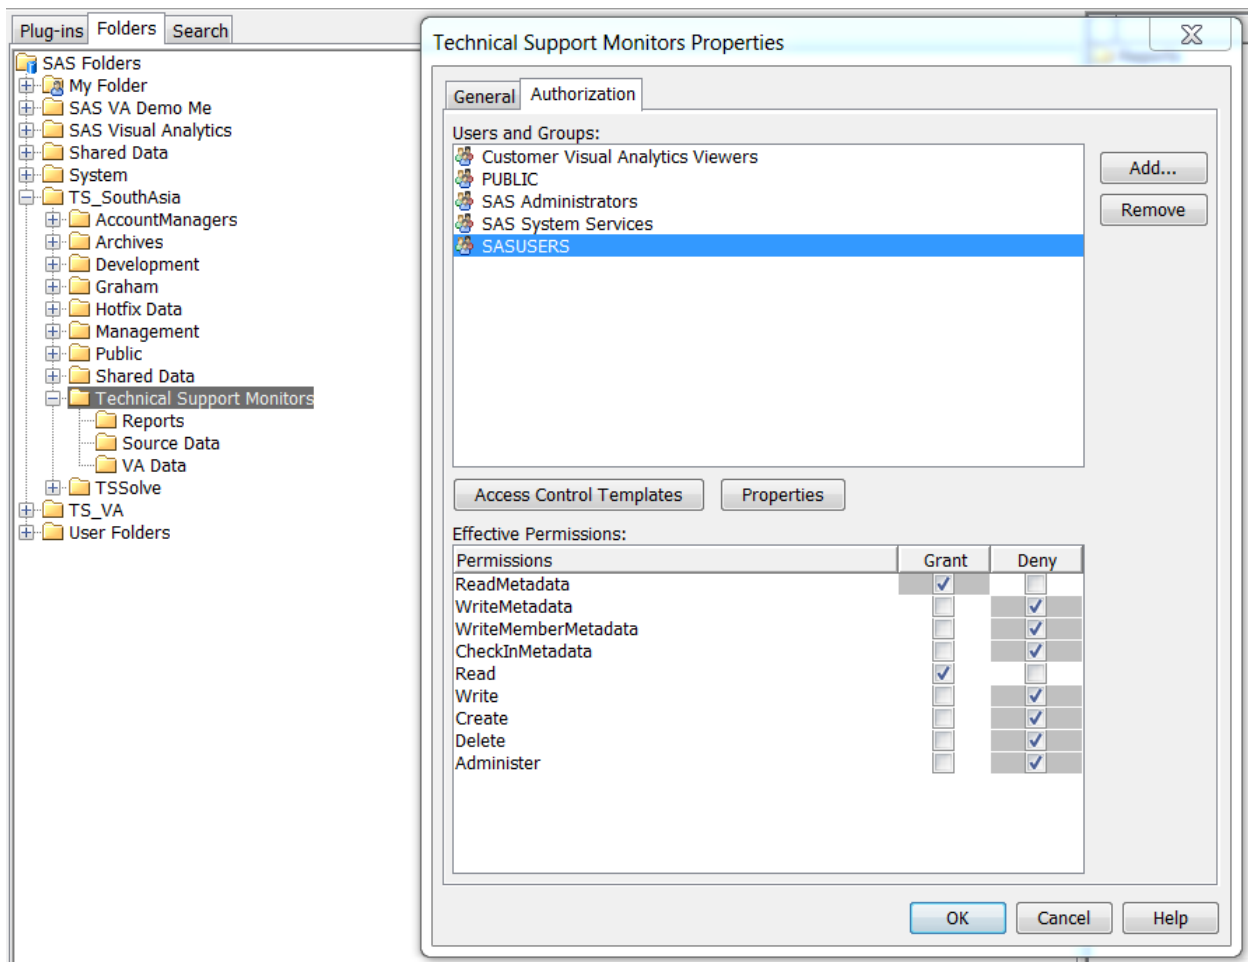 Plug-ins Folders Search
SAS Folders
My Folder
SAS VA Demo Me
SAS Visual Analytics
Shared Data
System
TS_SouthAsia
AccountManagers
Archives
Development
Graham
Hotfix Data
Management
Public
Shared Data
Technical Support Monitors
Reports
Source Data
VA Data
TSSolve
TS_VA
User Folders
Technical Support Monitors Properties
General Authorization
Users and Groups:
Customer Visual Analytics Viewers
PUBLIC
SAS Administrators
SAS System Services
SASUSERS
Add...
Remove
Access Control Templates Properties
Effective Permissions:
Permissions Grant Deny
ReadMetadata
WriteMetadata
WriteMemberMetadata
CheckInMetadata
Read
Write
Create
Delete
Administer
OK Cancel Help